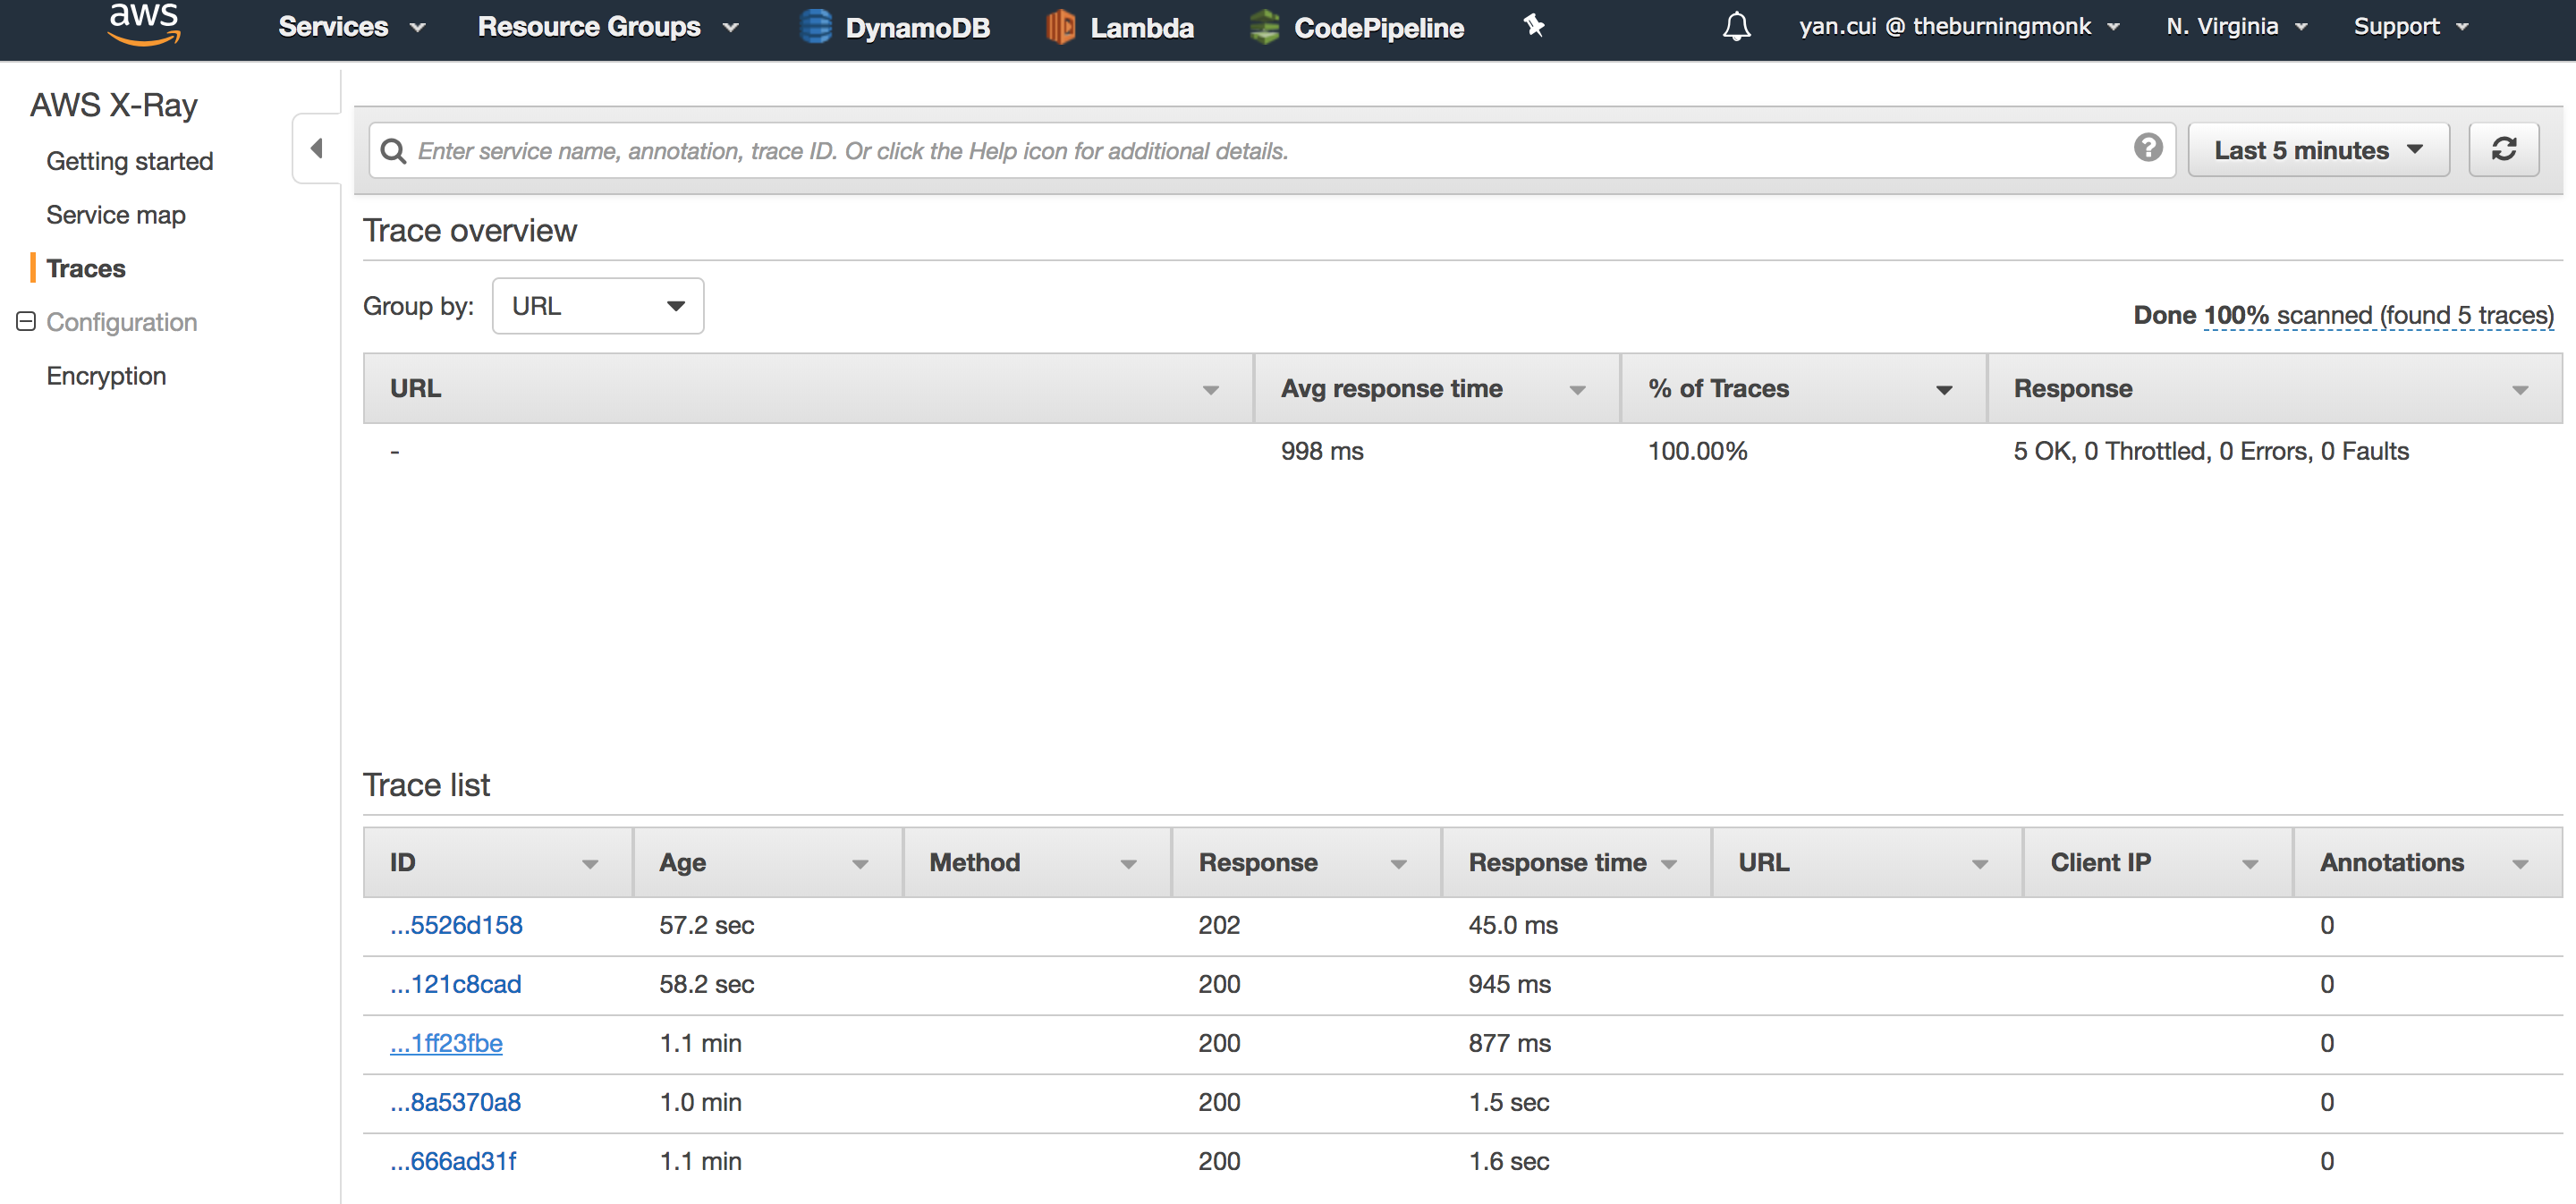 aws Services Resource Groups DynamoDB Lambda CodePipeline yan.cui @ theburningmonk N. Virginia Support
AWS X-Ray
Getting started
Service map
Traces
Configuration
Encryption
Enter service name, annotation, trace ID. Or click the Help icon for additional details. ? Last 5 minutes
Trace overview
Group by: URL
Done 100% scanned (found 5 traces)
URL Avg response time % of Traces Response
- 998 ms 100.00% 5 OK, 0 Throttled, 0 Errors, 0 Faults
Trace list
ID Age Method Response Response time URL Client IP Annotations
...5526d158 57.2 sec 202 45.0 ms 0
...121c8cad 58.2 sec 200 945 ms 0
...1ff23fbe 1.1 min 200 877 ms 0
...8a5370a8 1.0 min 200 1.5 sec 0
...666ad31f 1.1 min 200 1.6 sec 0